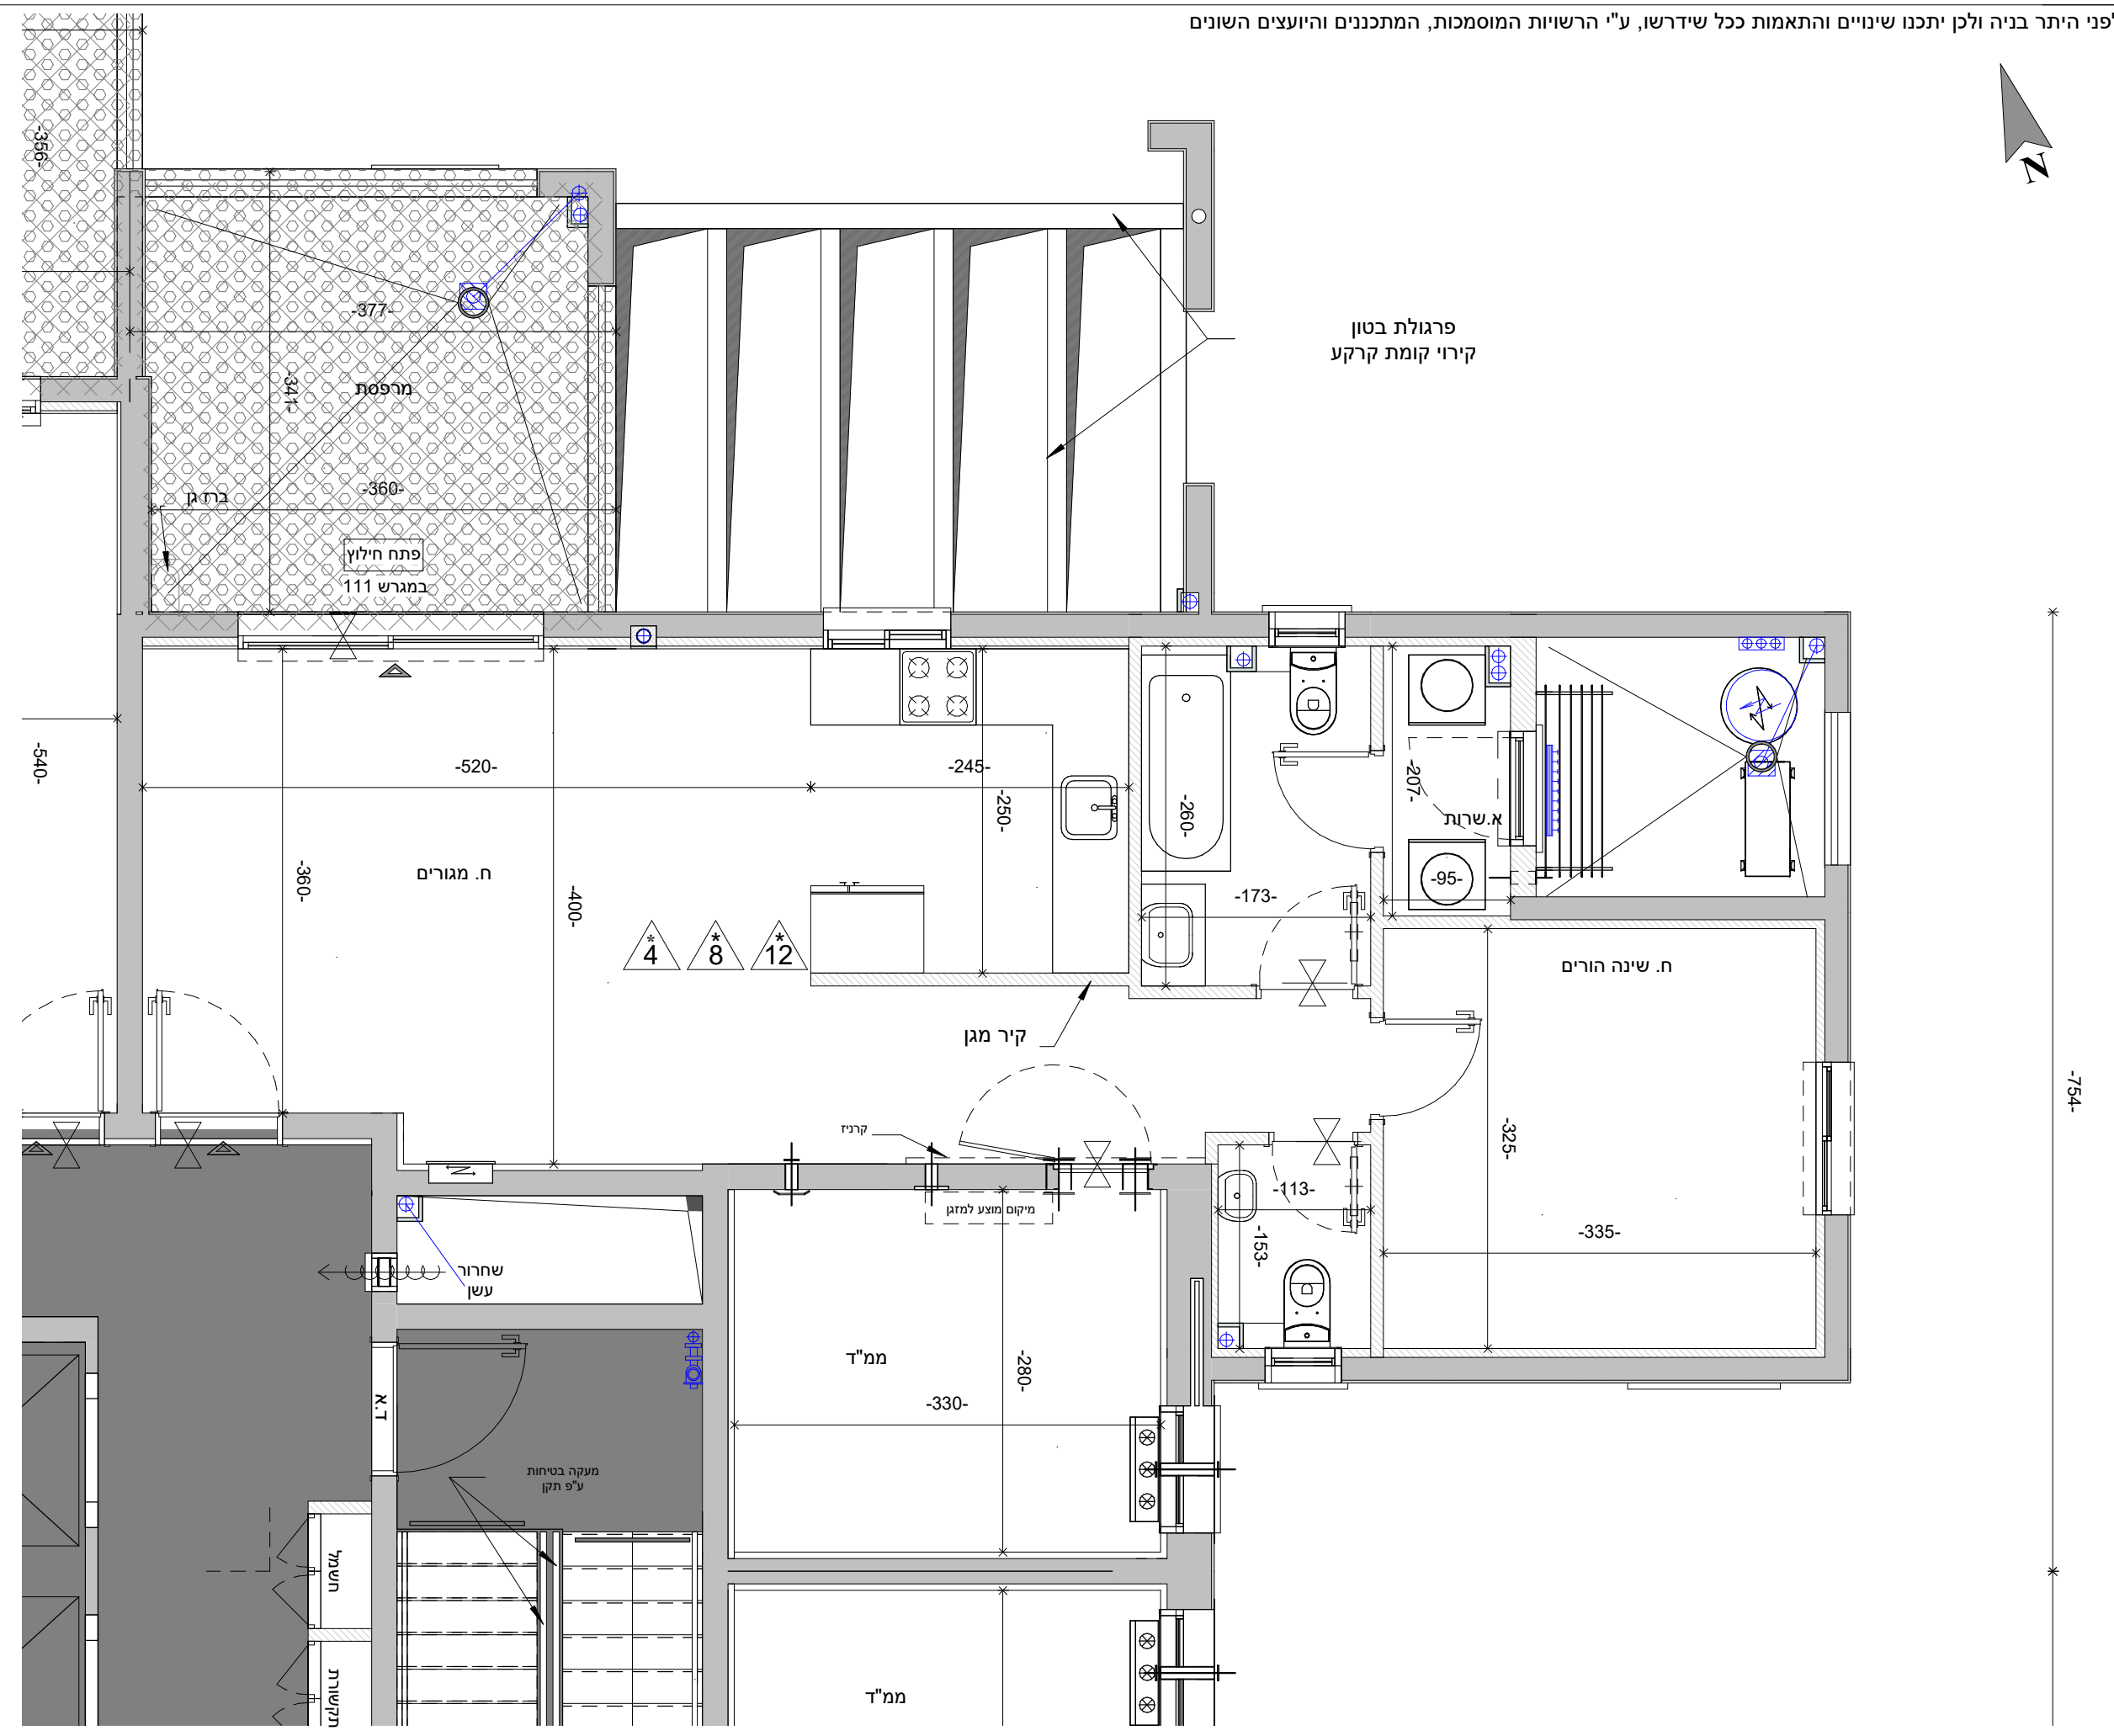 לפני היתר בניה ולכן יתכנו שינויים והתאמות ככל שידרשו, ע"י הרשויות המוסמכות, המתכננים והיועצים השונים
N
-356-
-377-
-341-
מרפסת
-360-
ברז גן
פתח חילוץ
במגרש 111
פרגולת בטון
קירוי קומת קרקע
-540-
-520-
-245-
-250-
-260-
-207-
א.שרות
-95-
-173-
ח. מגורים
-360-
-400-
*
4
*
8
*
12
קיר מגן
ח. שינה הורים
-325-
-335-
-754-
קרניז
מיקום מוצע למזגן
-113-
-153-
שחרור
עשן
ממ"ד
-280-
-330-
ד.א
מעקה בטיחות
ע"פ תקן
חשמל
תקשורת
ממ"ד